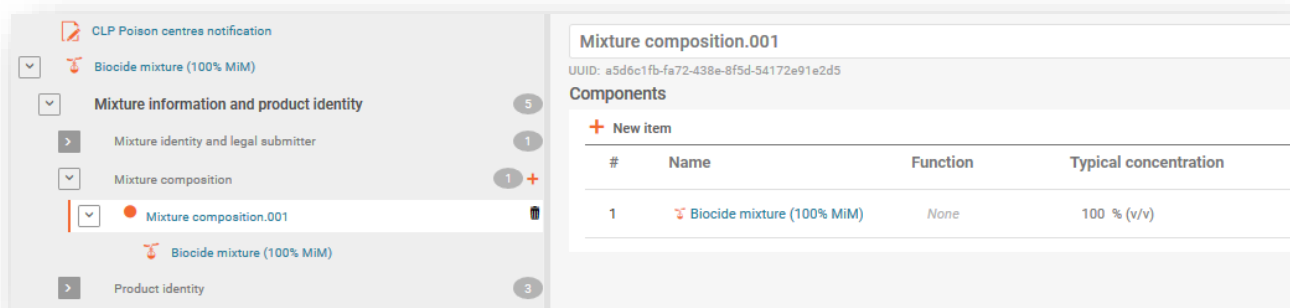 CLP Poison centres notification
Biocide mixture (100% MiM)
Mixture information and product identity 5
Mixture identity and legal submitter 1
Mixture composition 1 +
Mixture composition.001
Biocide mixture (100% MiM)
Product identity 3
Mixture composition.001
UUID: a5d6c1fb-fa72-438e-8f5d-54172e91e2d5
Components
+ New item
# Name Function Typical concentration
1 Biocide mixture (100% MiM) None 100 % (v/v)